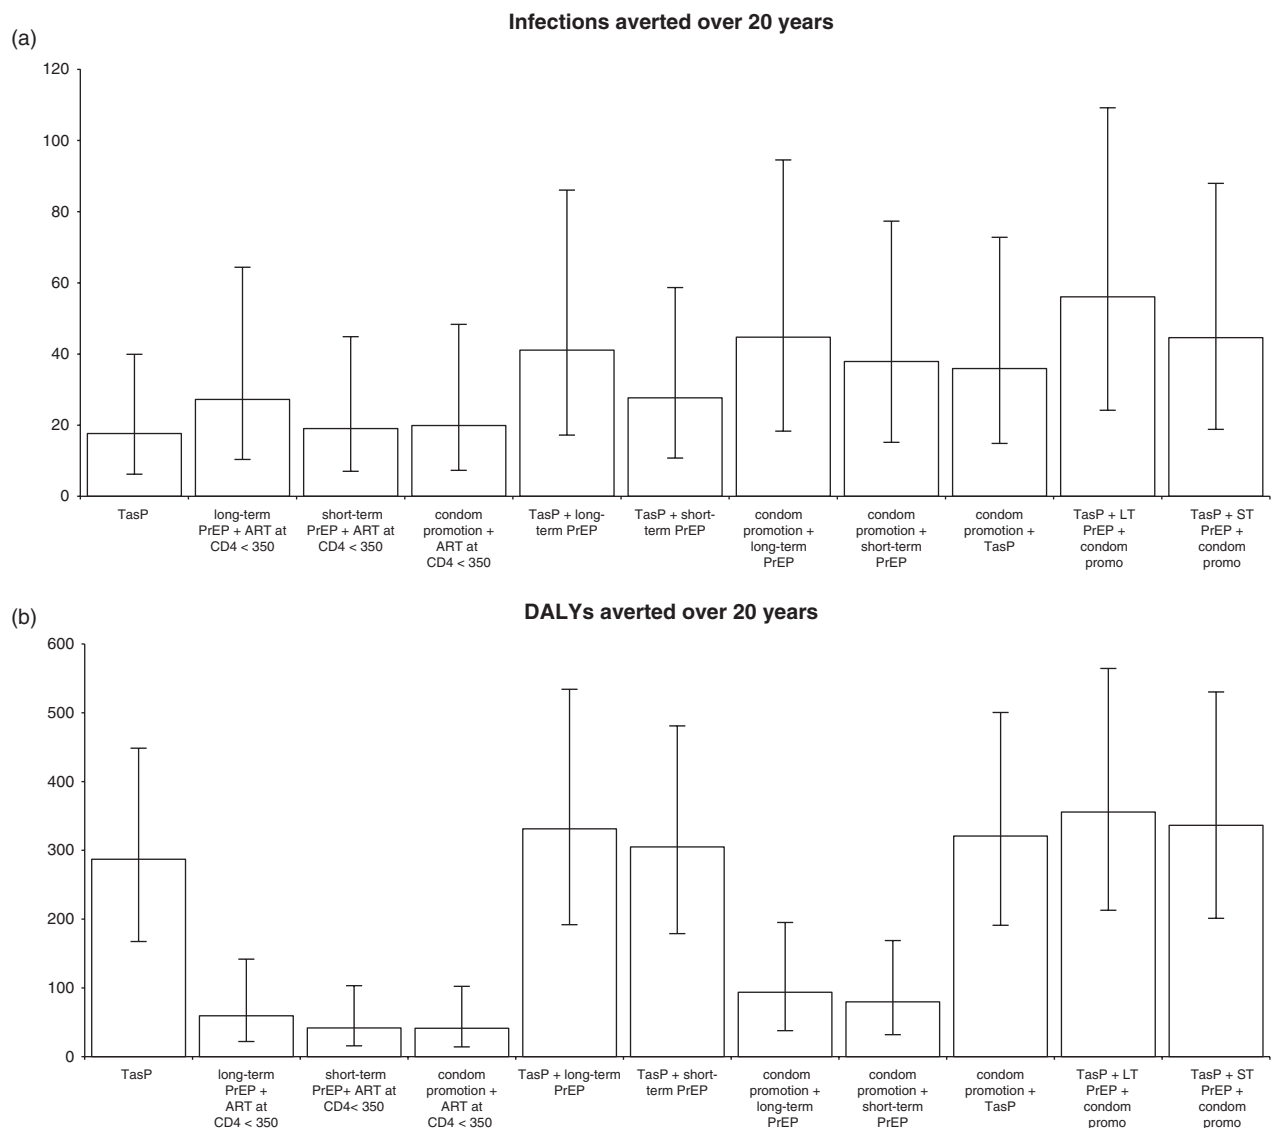 Infections averted over 20 years
(a)
120
100
80
60
40
20
0
TasP
long-term
PrEP + ART at
CD4 < 350
short-term
PrEP + ART at
CD4 < 350
condom
promotion +
ART at
CD4 < 350
TasP + long-
term PrEP
TasP + short-
term PrEP
condom
promotion +
long-term
PrEP
condom
promotion +
short-term
PrEP
condom
promotion +
TasP
TasP + LT
PrEP +
condom
promo
TasP + ST
PrEP +
condom
promo
(b)
DALYs averted over 20 years
600
500
400
300
200
100
0
TasP
long-term
PrEP +
ART at
CD4 < 350
short-term
PrEP+ ART at
CD4< 350
condom
promotion +
ART at
CD4 < 350
TasP + long-term
PrEP
TasP + short-
term PrEP
condom
promotion +
long-term
PrEP
condom
promotion +
short-term
PrEP
condom
promotion +
TasP
TasP + LT
PrEP +
condom
promo
TasP + ST
PrEP +
condom
promo